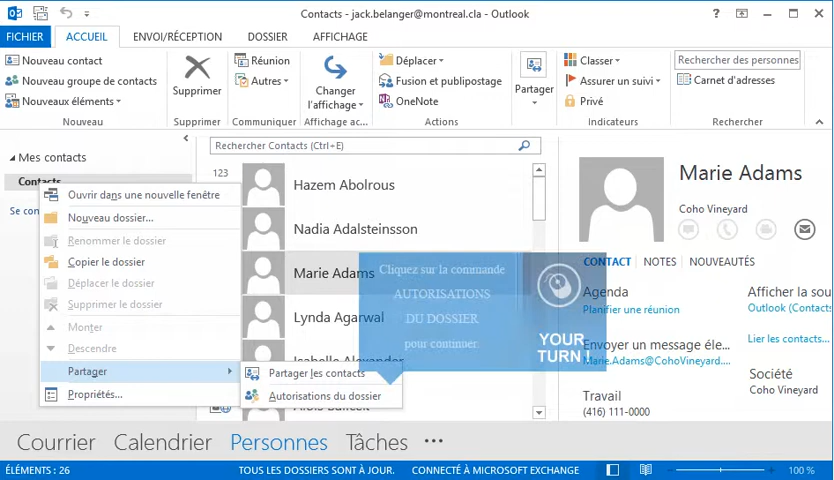 Contacts - jack.belanger@montreal.cla - Outlook
FICHIER
ACCUEIL
ENVOI/RÉCEPTION
DOSSIER
AFFICHAGE
Nouveau contact
Nouveau groupe de contacts
Nouveaux éléments
Nouveau
Supprimer
Supprimer
Réunion
Autres
Communiquer
Changer
l'affichage
Affichage ac...
Déplacer
Fusion et publipostage
OneNote
Actions
Partager
Classer
Assurer un suivi
Privé
Indicateurs
Rechercher des personnes
Carnet d'adresses
Rechercher
Mes contacts
Contacts
Se con
Ouvrir dans une nouvelle fenêtre
Nouveau dossier...
Renommer le dossier
Copier le dossier
Déplacer le dossier
Supprimer le dossier
Monter
Descendre
Partager
Propriétés...
Partager les contacts
Autorisations du dossier
Rechercher Contacts (Ctrl+E)
123
Hazem Abolrous
Nadia Adalsteinsson
Marie Adams
Lynda Agarwal
Isabelle Alexander
Cliquez sur la commande
AUTORISATIONS
DU DOSSIER
pour continuer.
YOUR
TURN !
Marie Adams
Coho Vineyard
CONTACT
NOTES
NOUVEAUTÉS
Agenda
Planifier une réunion
Envoyer un message éle...
Marie.Adams@CohoVineyard....
Travail
(416) 111-0000
Afficher la sou
Outlook (Contacts
Lier les contacts...
Société
Coho Vineyard
Courrier
Calendrier
Personnes
Tâches
•••
ÉLÉMENTS : 26
TOUS LES DOSSIERS SONT À JOUR.
CONNECTÉ À MICROSOFT EXCHANGE
100 %